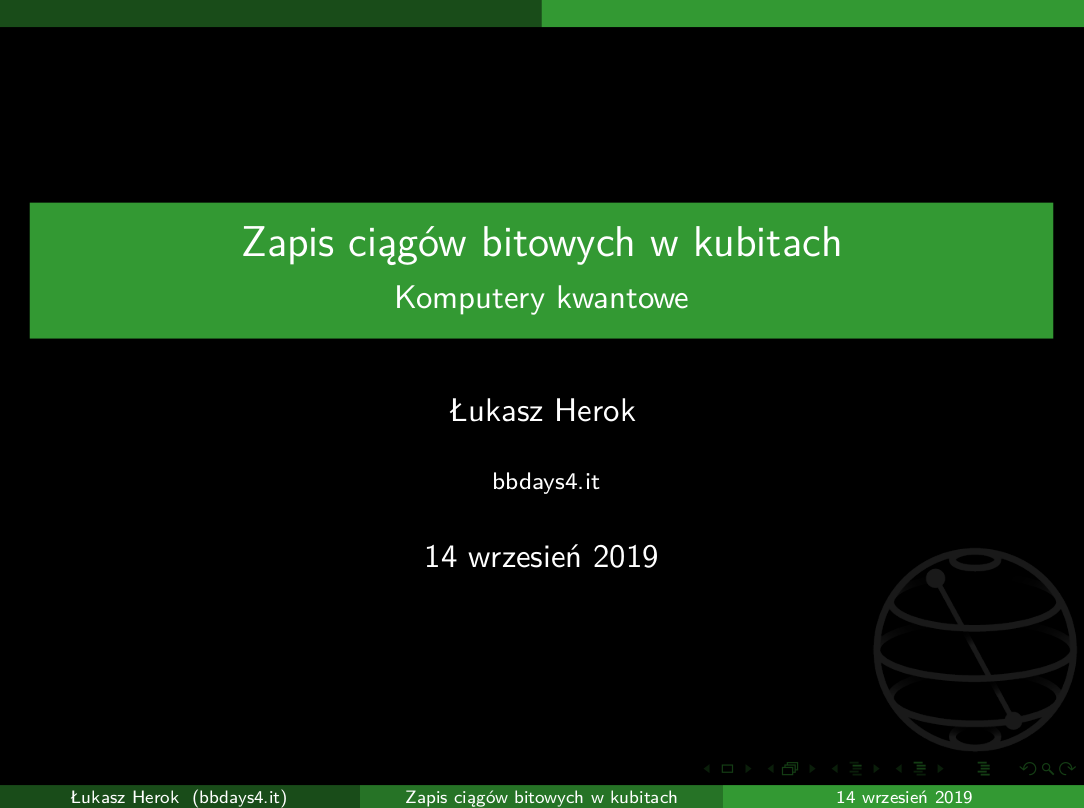 Zapis ciągów bitowych w kubitach
Komputery kwantowe
Łukasz Herok
bbdays4.it
14 wrzesień 2019
Łukasz Herok (bbdays4.it)
Zapis ciągów bitowych w kubitach
14 wrzesień 2019